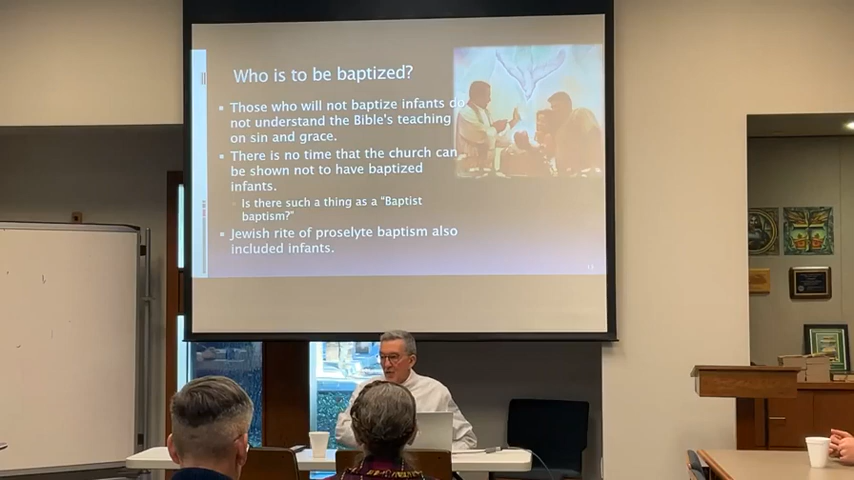 Who is to be baptized?
Those who will not baptize infants do
not understand the Bible's teaching
on sin and grace.
There is no time that the church can
be shown not to have baptized
infants.
Is there such a thing as a "Baptist
baptism?"
Jewish rite of proselyte baptism also
included infants.